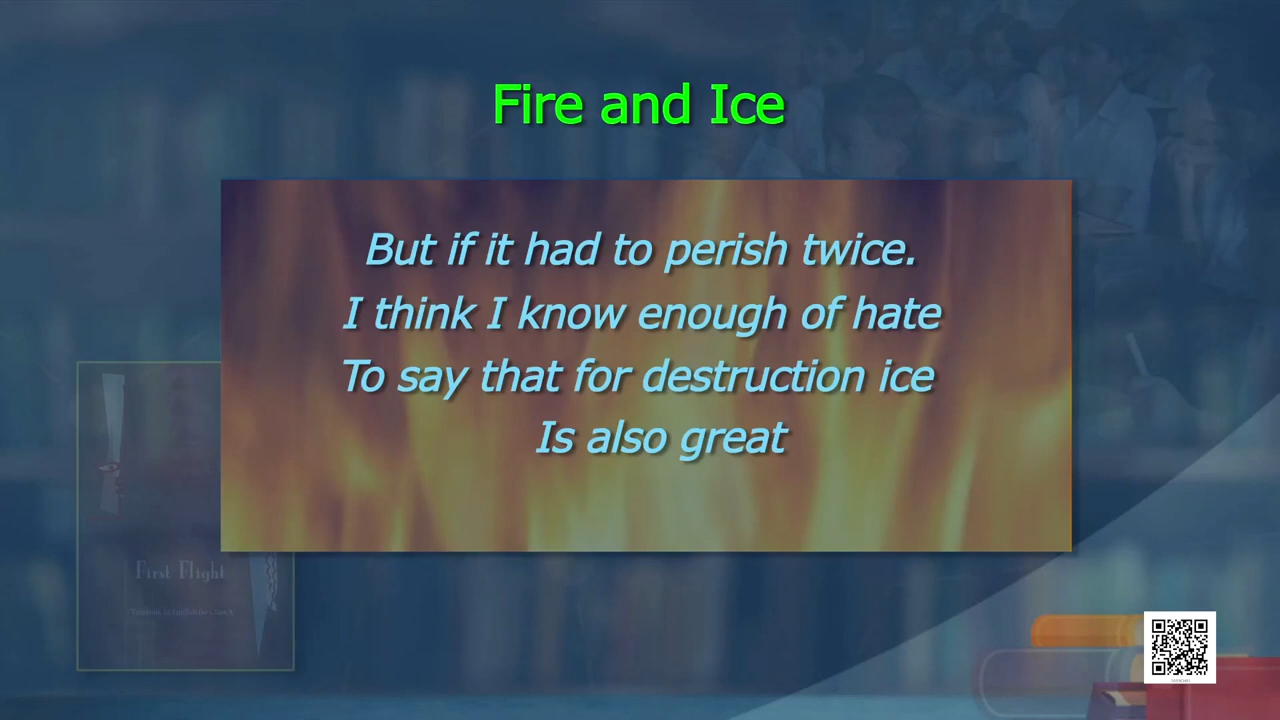 Fire and Ice
But if it had to perish twice.
I think I know enough of hate
To say that for destruction ice
Is also great
First Flight